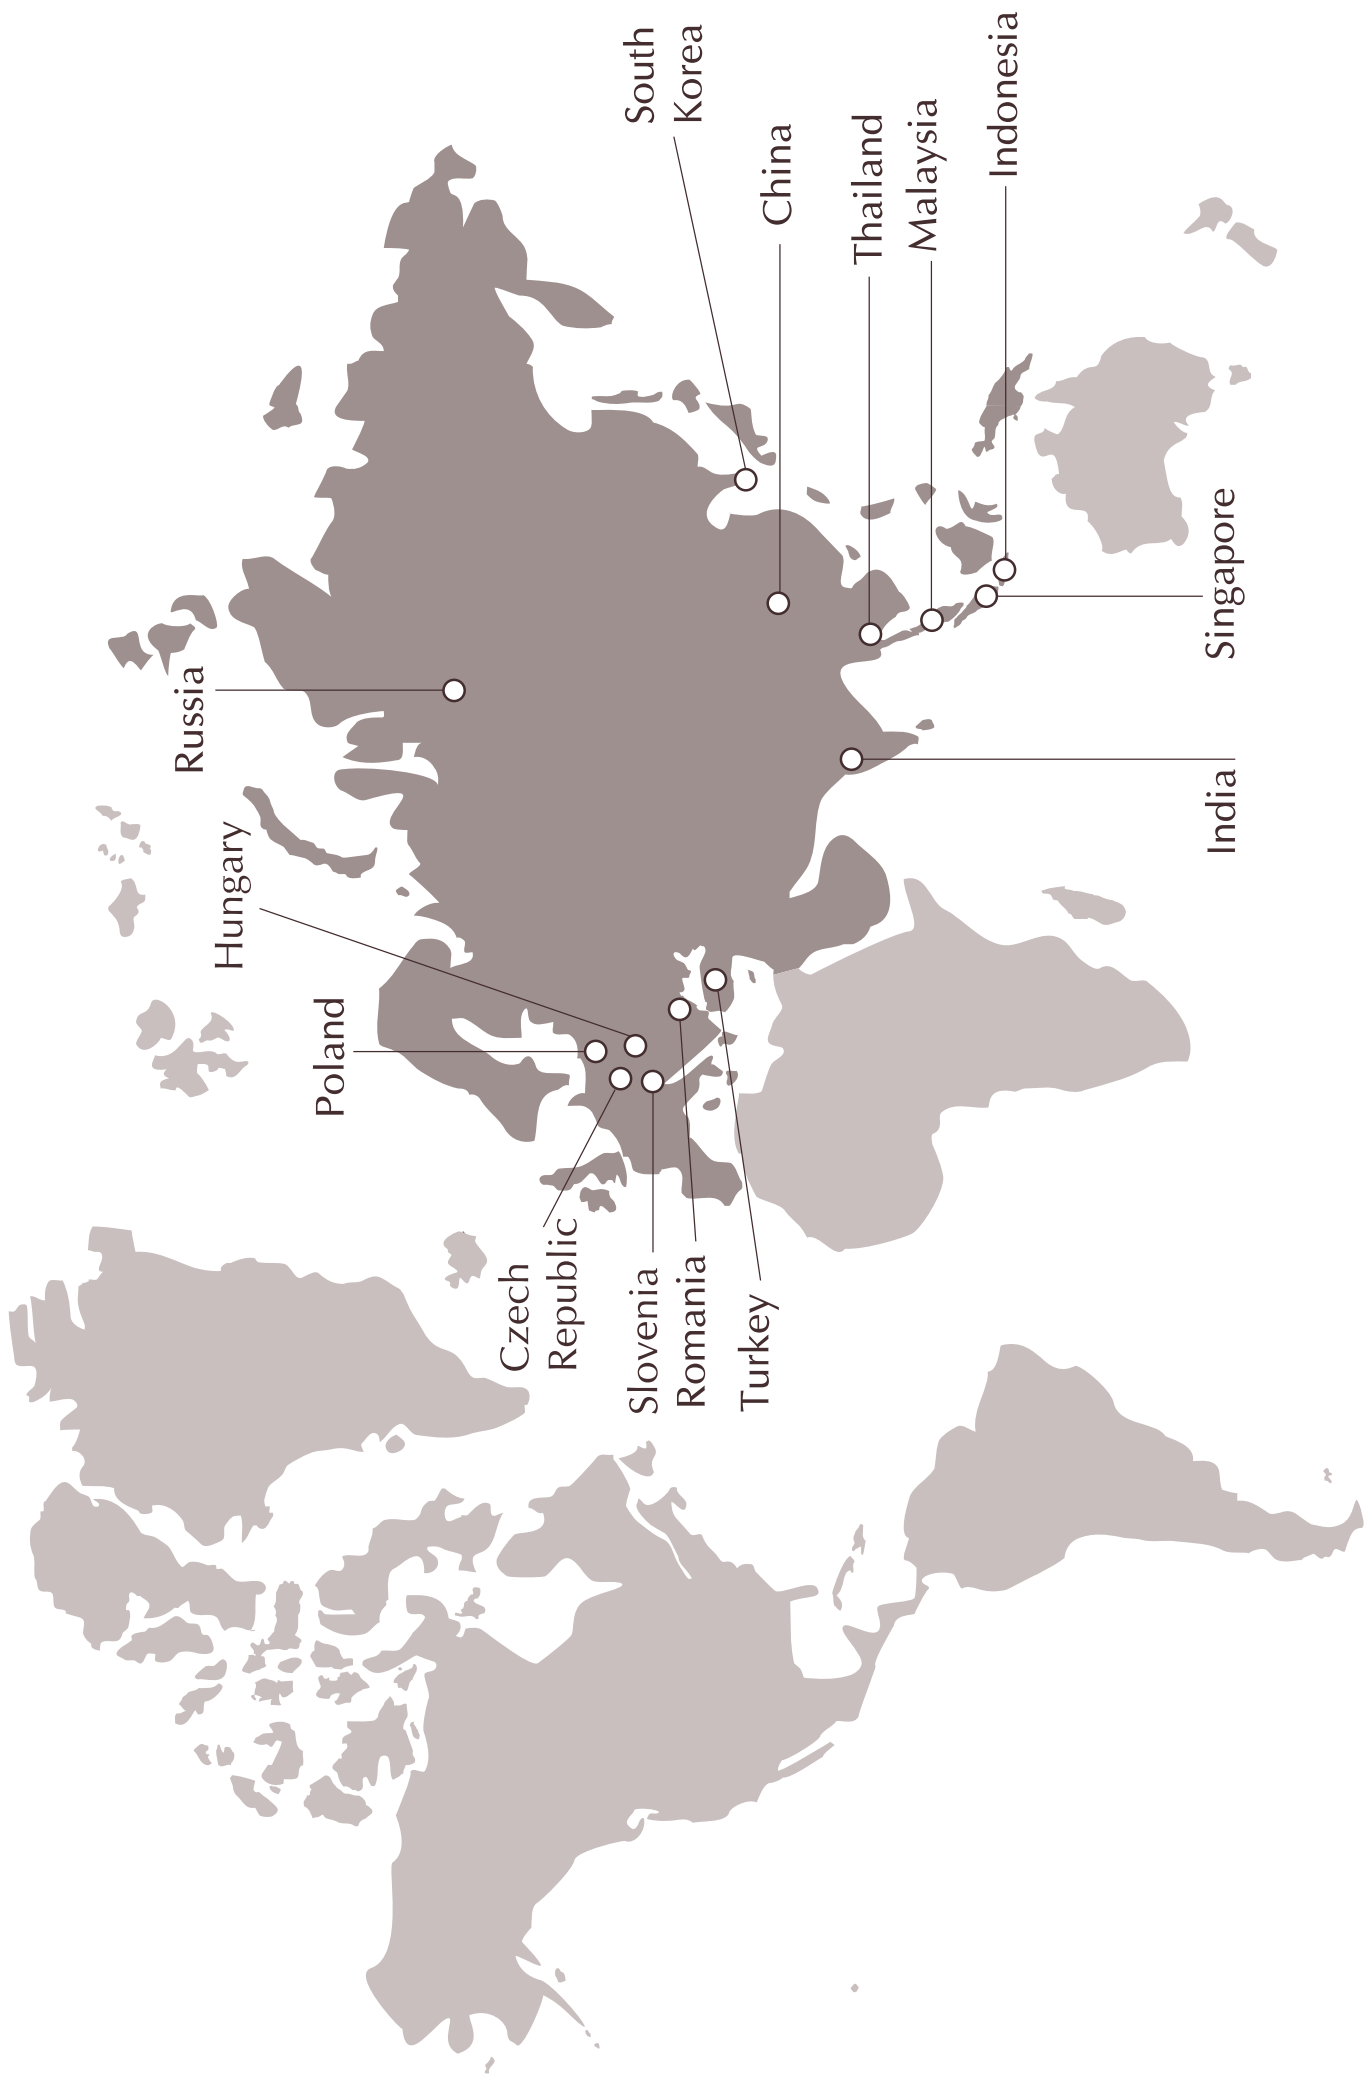 Russia
Hungary
Poland
Czech
Republic
Slovenia
Romania
Turkey
South
Korea
China
Thailand
Malaysia
Indonesia
Singapore
India